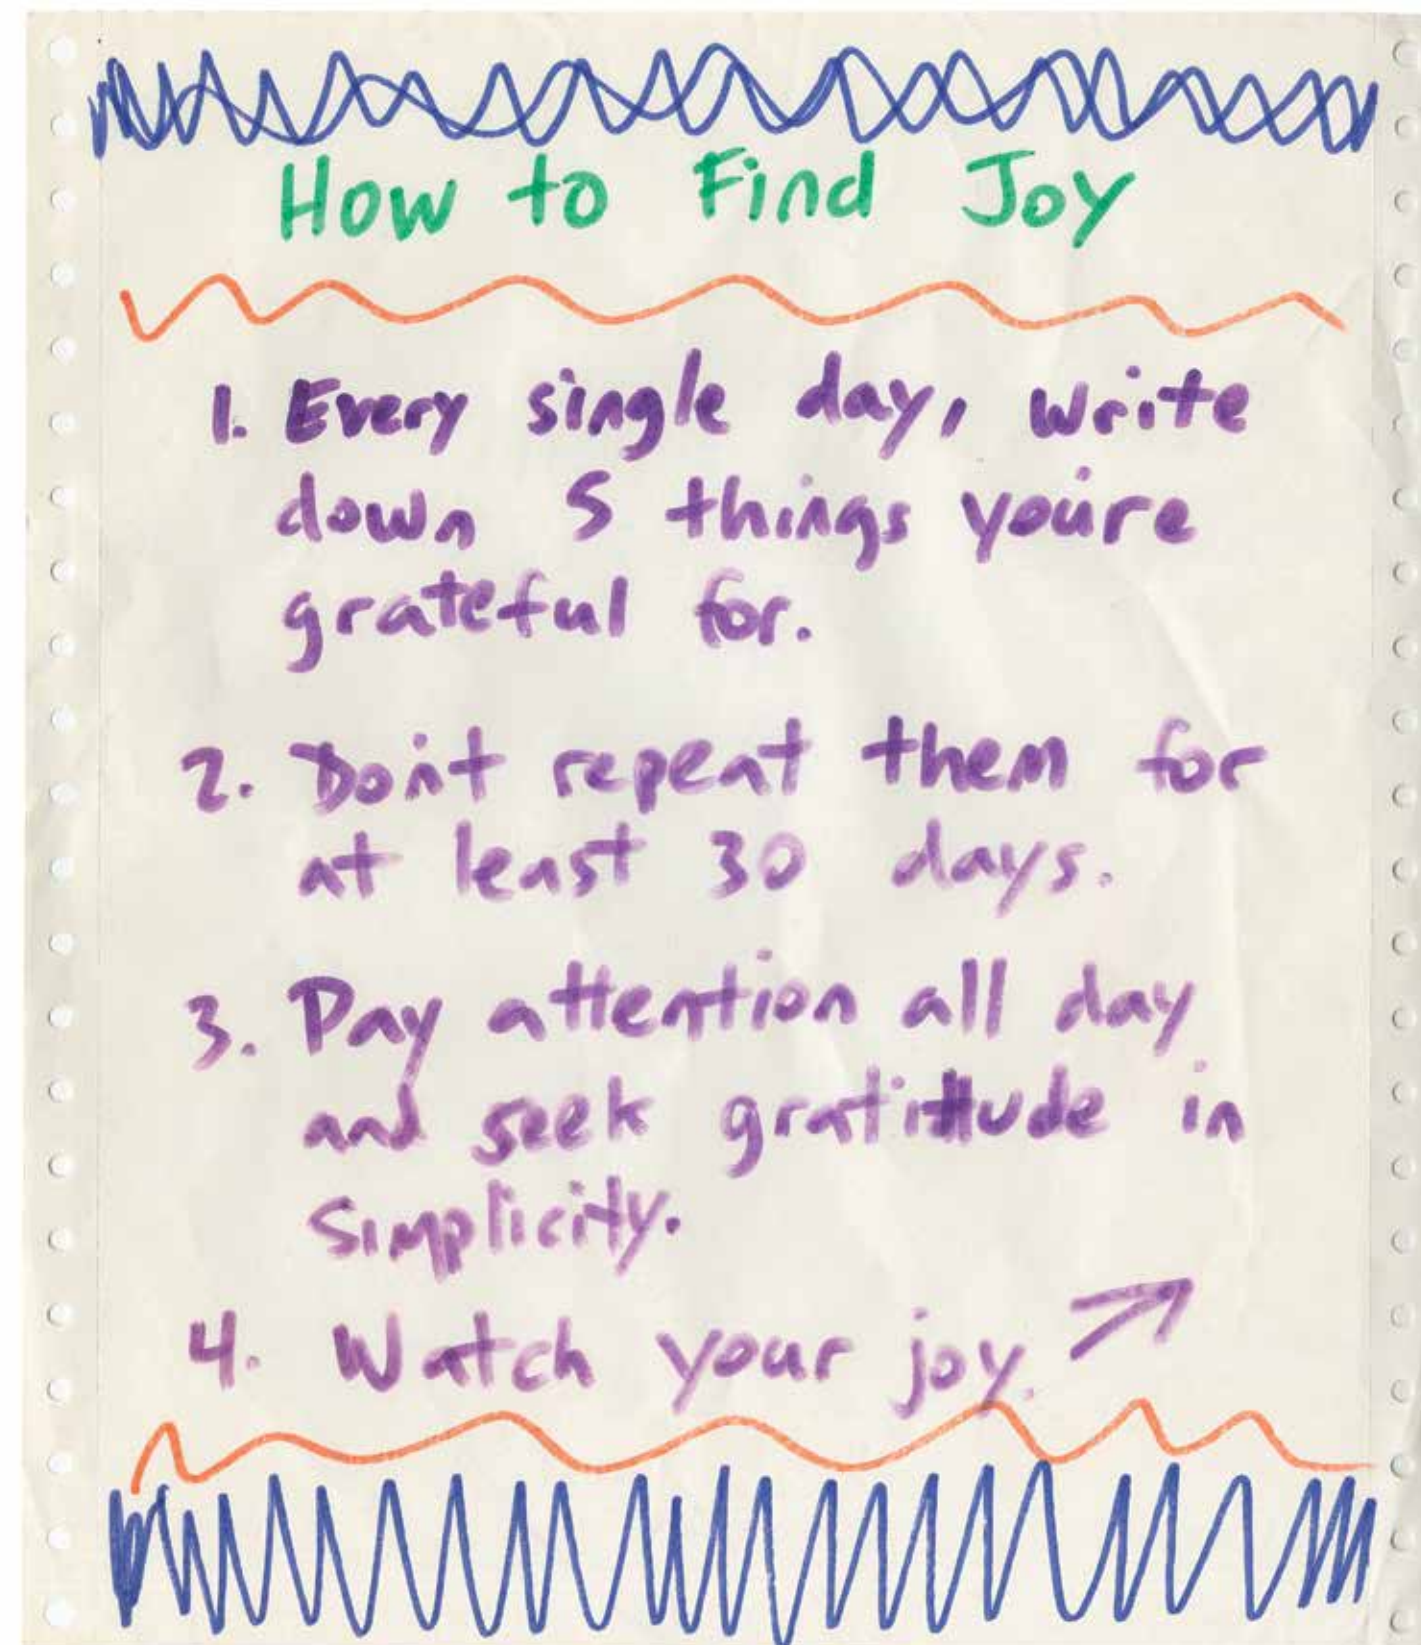 How to Find Joy
1. Every single day, write
down 5 things you're
grateful for.
2. Don't repeat them for
at least 30 days.
3. Pay attention all day
and seek gratitude in
simplicity.
4. Watch your joy. ↗